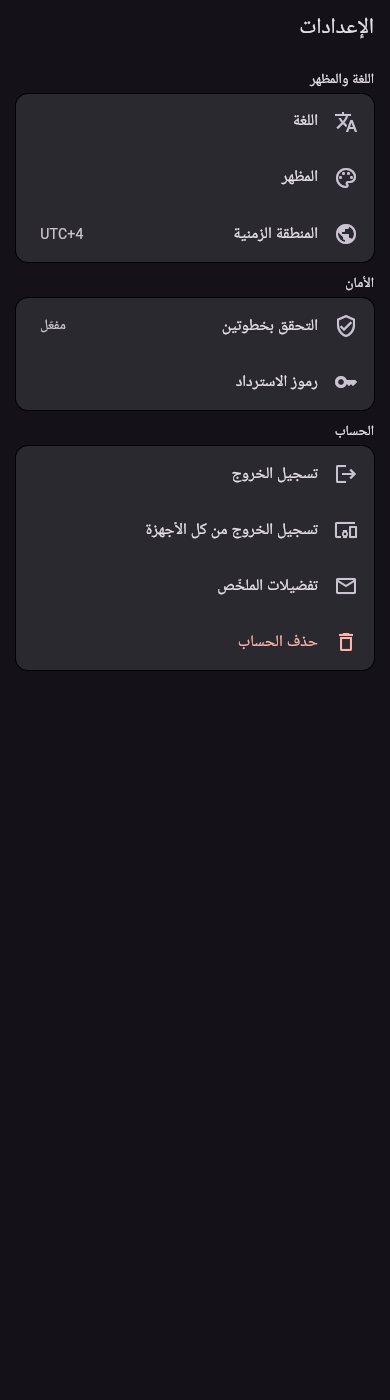 الإعدادات
اللغة والمظهر
اللغة
المظهر
المنطقة الزمنية UTC+4
الأمان
التحقق بخطوتين مفعّل
رموز الاسترداد
الحساب
تسجيل الخروج
تسجيل الخروج من كل الأجهزة
تفضيلات الملخّص
حذف الحساب